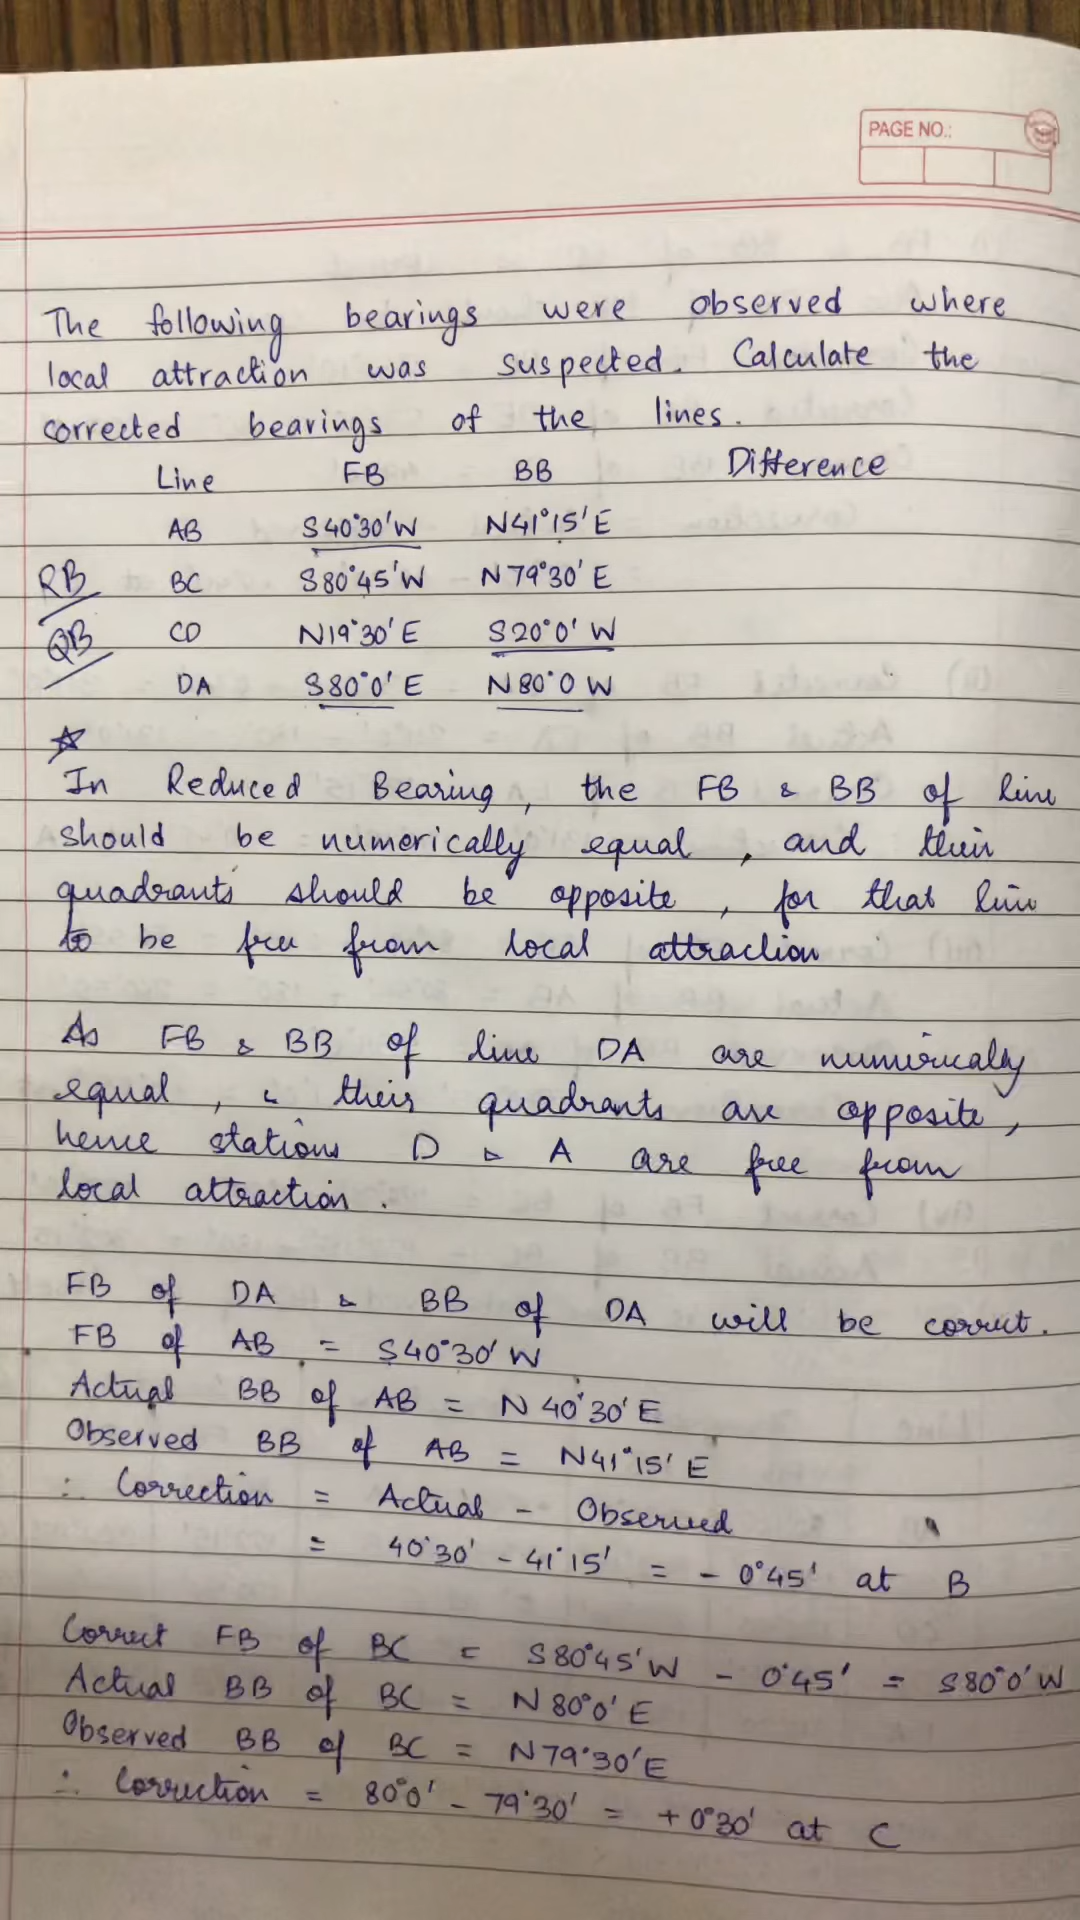 PAGE NO.:
The following bearings were observed where
local attraction was suspected. Calculate the
corrected bearings of the lines.
Line FB BB Difference
AB S40°30'W N41°15'E
RB BC S80°45'W N79°30'E
QB CD N19°30'E S20°0'W
DA S80°0'E N80°0 W
In Reduced Bearing, the FB & BB of line
should be numerically equal, and their
quadrants should be opposite, for that line
to be free from local attraction
As FB & BB of line DA are numerically
equal, & their quadrants are opposite,
hence stations D & A are free from
local attraction.
FB of DA & BB of DA will be correct.
FB of AB = S40°30'W
Actual BB of AB = N40°30'E
Observed BB of AB = N41°15'E
∴ Correction = Actual - Observed
= 40°30' - 41°15' = - 0°45' at B
Correct FB of BC = S80°45'W - 0°45' = S80°0'W
Actual BB of BC = N80°0'E
Observed BB of BC = N79°30'E
∴ Correction = 80°0' - 79°30' = +0°30' at C